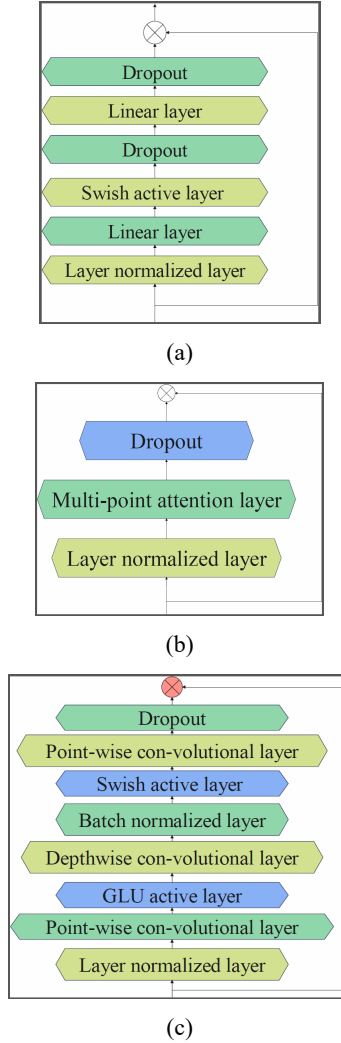 Dropout
Linear layer
Dropout
Swish active layer
Linear layer
Layer normalized layer
(a)
Dropout
Multi-point attention layer
Layer normalized layer
(b)
Dropout
Point-wise con-volutional layer
Swish active layer
Batch normalized layer
Depthwise con-volutional layer
GLU active layer
Point-wise con-volutional layer
Layer normalized layer
(c)